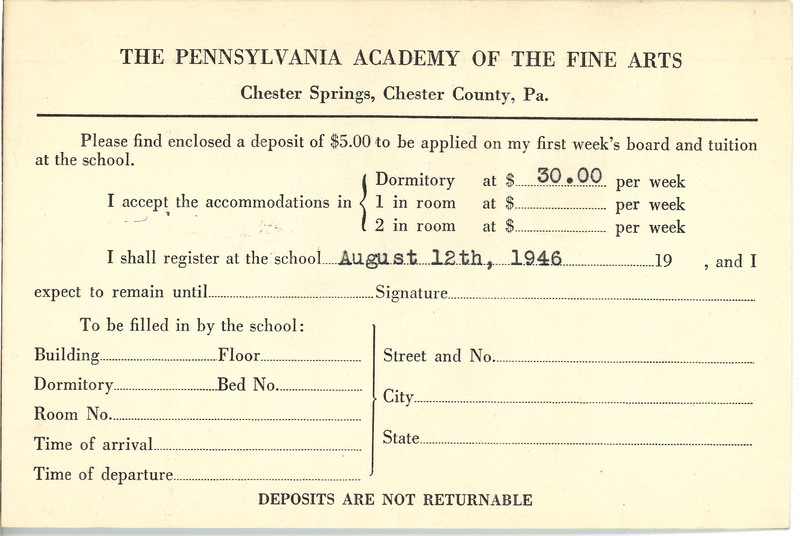 THE PENNSYLVANIA ACADEMY OF THE FINE ARTS
Chester Springs, Chester County, Pa.
Please find enclosed a deposit of $5.00 to be applied on my first week's board and tuition
at the school.
I accept the accommodations in
Dormitory at $ 30.00 per week
1 in room at $ per week
2 in room at $ per week
I shall register at the school August 12th, 1946 19 , and I
expect to remain until Signature
To be filled in by the school:
Building Floor
Dormitory Bed No.
Room No.
Time of arrival
Time of departure
Street and No.
City
State
DEPOSITS ARE NOT RETURNABLE